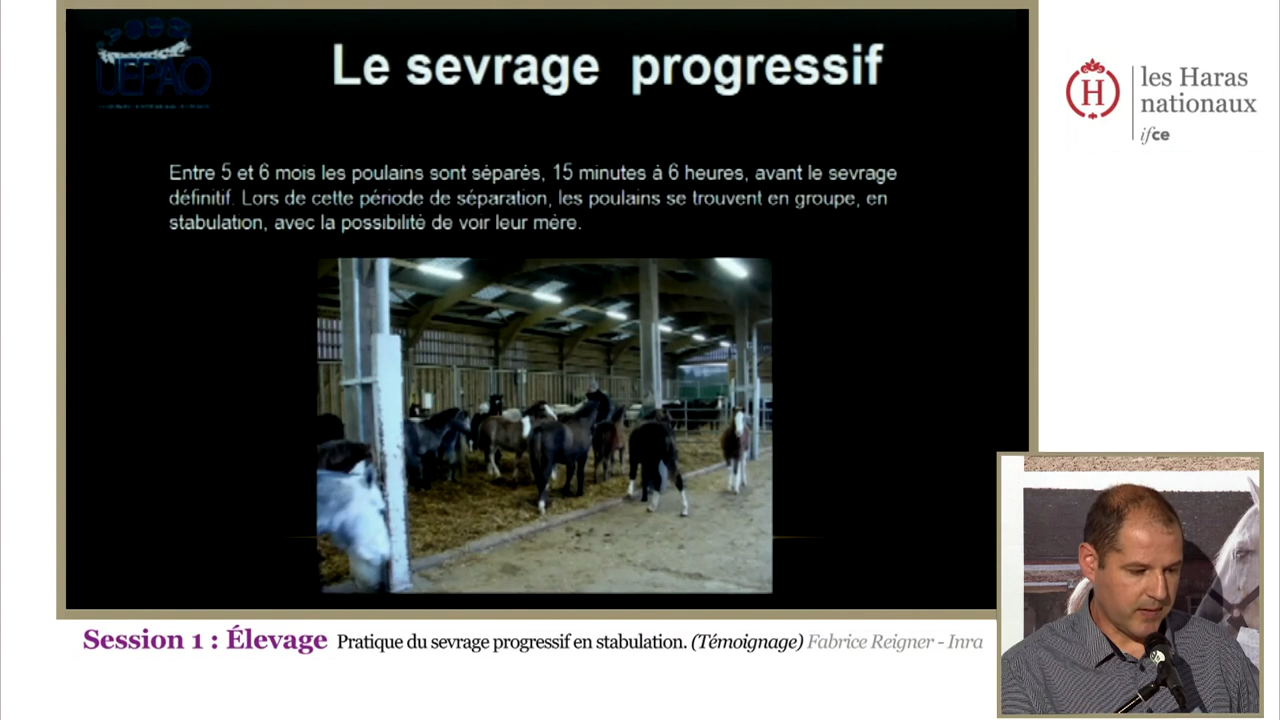 UEPAO
Le sevrage progressif
Entre 5 et 6 mois les poulains sont séparés, 15 minutes à 6 heures, avant le sevrage
définitif. Lors de cette période de séparation, les poulains se trouvent en groupe, en
stabulation, avec la possibilité de voir leur mère.
les Haras
nationaux
ifce
H
Session 1 : Élevage Pratique du sevrage progressif en stabulation. (Témoignage) Fabrice Reigner - Inra